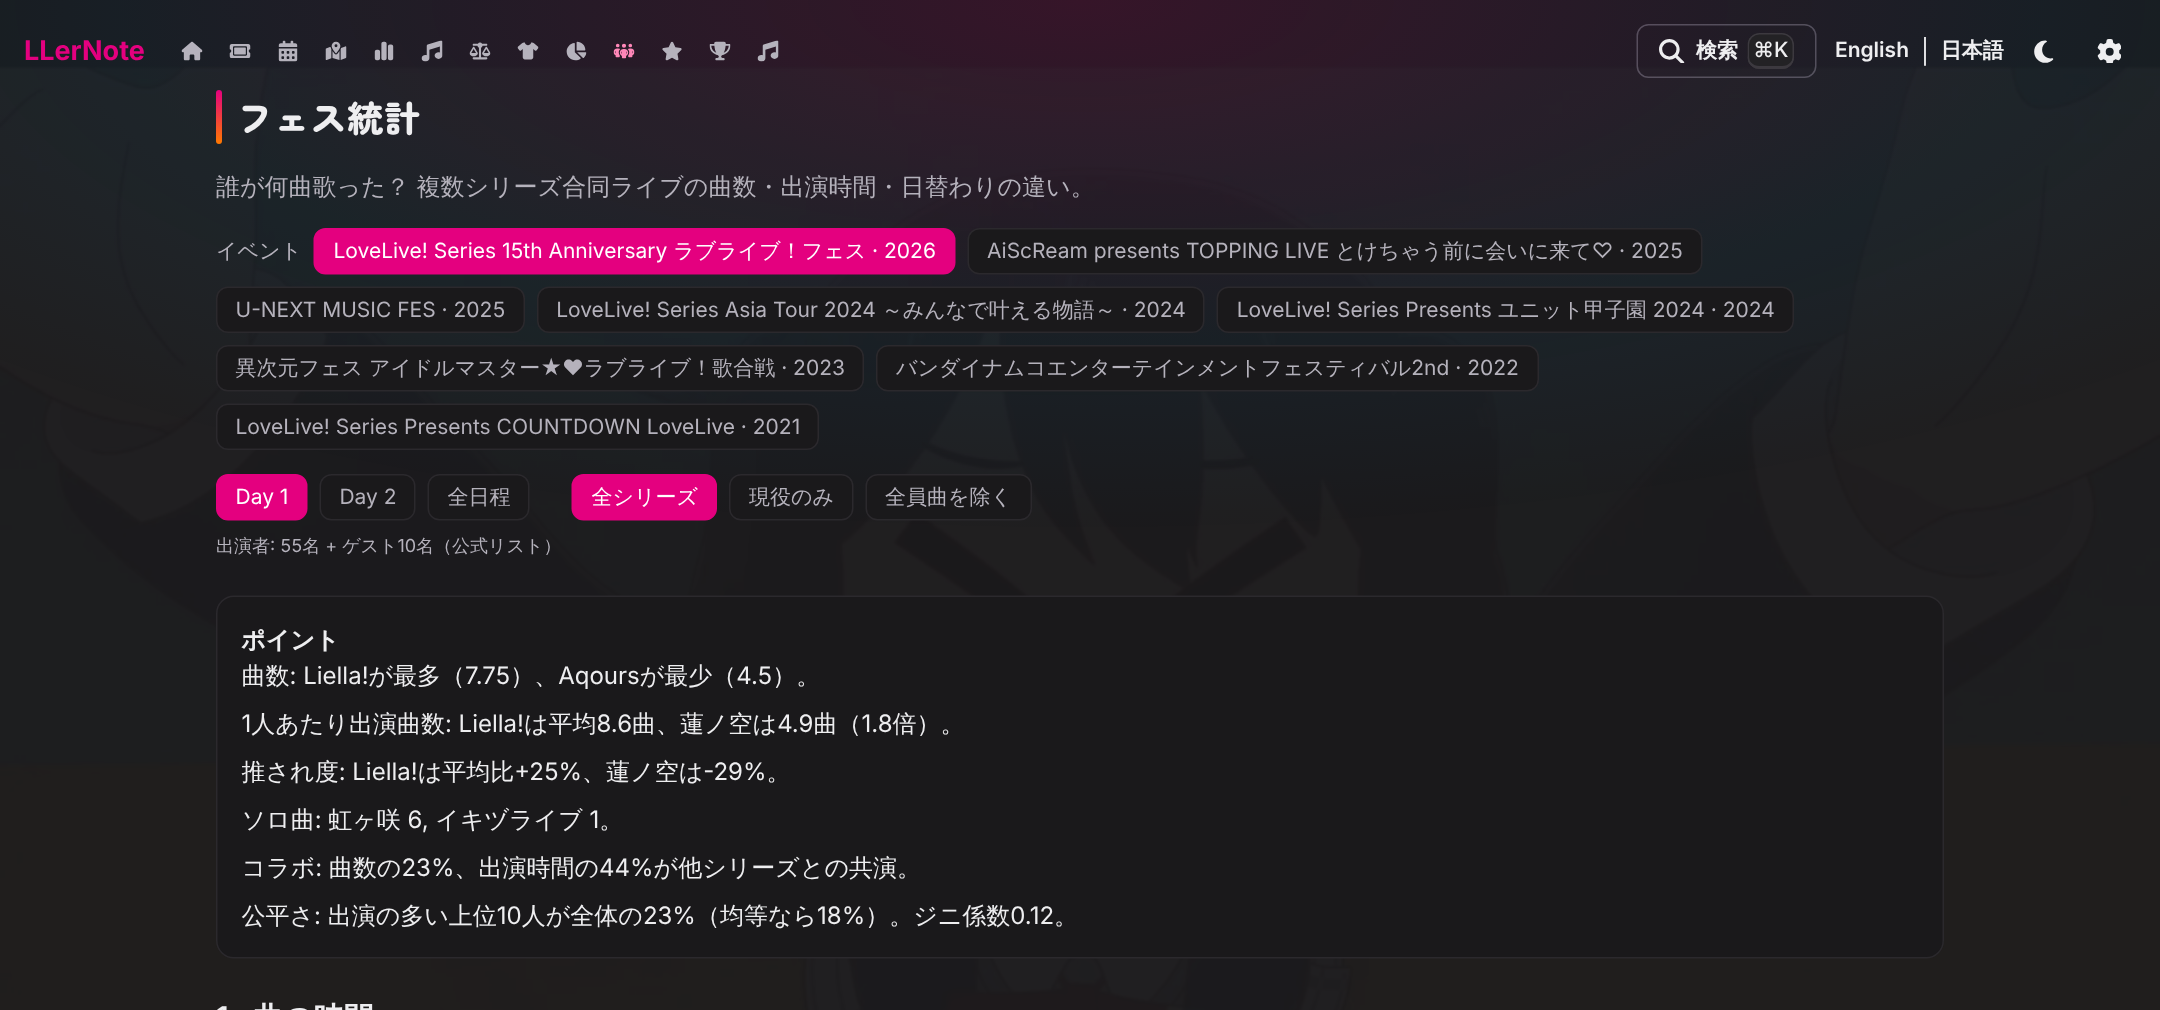 LLerNote 検索 ⌘K English 日本語
フェス統計
誰が何曲歌った？ 複数シリーズ合同ライブの曲数・出演時間・日替わりの違い。
イベント LoveLive! Series 15th Anniversary ラブライブ！フェス · 2026 AiScReam presents TOPPING LIVE とけちゃう前に会いに来て♡ · 2025
U-NEXT MUSIC FES · 2025 LoveLive! Series Asia Tour 2024 ～みんなで叶える物語～ · 2024 LoveLive! Series Presents ユニット甲子園 2024 · 2024
異次元フェス アイドルマスター★♥ラブライブ！歌合戦 · 2023 バンダイナムコエンターテインメントフェスティバル2nd · 2022
LoveLive! Series Presents COUNTDOWN LoveLive · 2021
Day 1 Day 2 全日程 全シリーズ 現役のみ 全員曲を除く
出演者: 55名 + ゲスト10名（公式リスト）
ポイント
曲数: Liella!が最多（7.75）、Aqoursが最少（4.5）。
1人あたり出演曲数: Liella!は平均8.6曲、蓮ノ空は4.9曲（1.8倍）。
推され度: Liella!は平均比+25%、蓮ノ空は-29%。
ソロ曲: 虹ヶ咲 6, イキヅライブ 1。
コラボ: 曲数の23%、出演時間の44%が他シリーズとの共演。
公平さ: 出演の多い上位10人が全体の23%（均等なら18%）。ジニ係数0.12。